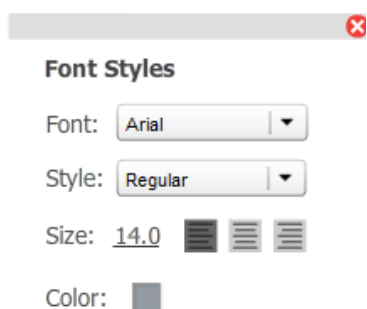 Font Styles
Font: Arial
Style: Regular
Size: 14.0
Color: